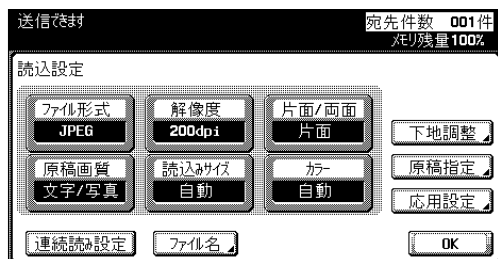 送信できます
宛先件数 001件
メモリ残量100%
読込設定
ファイル形式 解像度 片面/両面
JPEG 200dpi 片面
下地調整
原稿画質 読込みサイズ カラー
文字/写真 自動 自動
原稿指定
応用設定
連続読み設定 ファイル名 OK